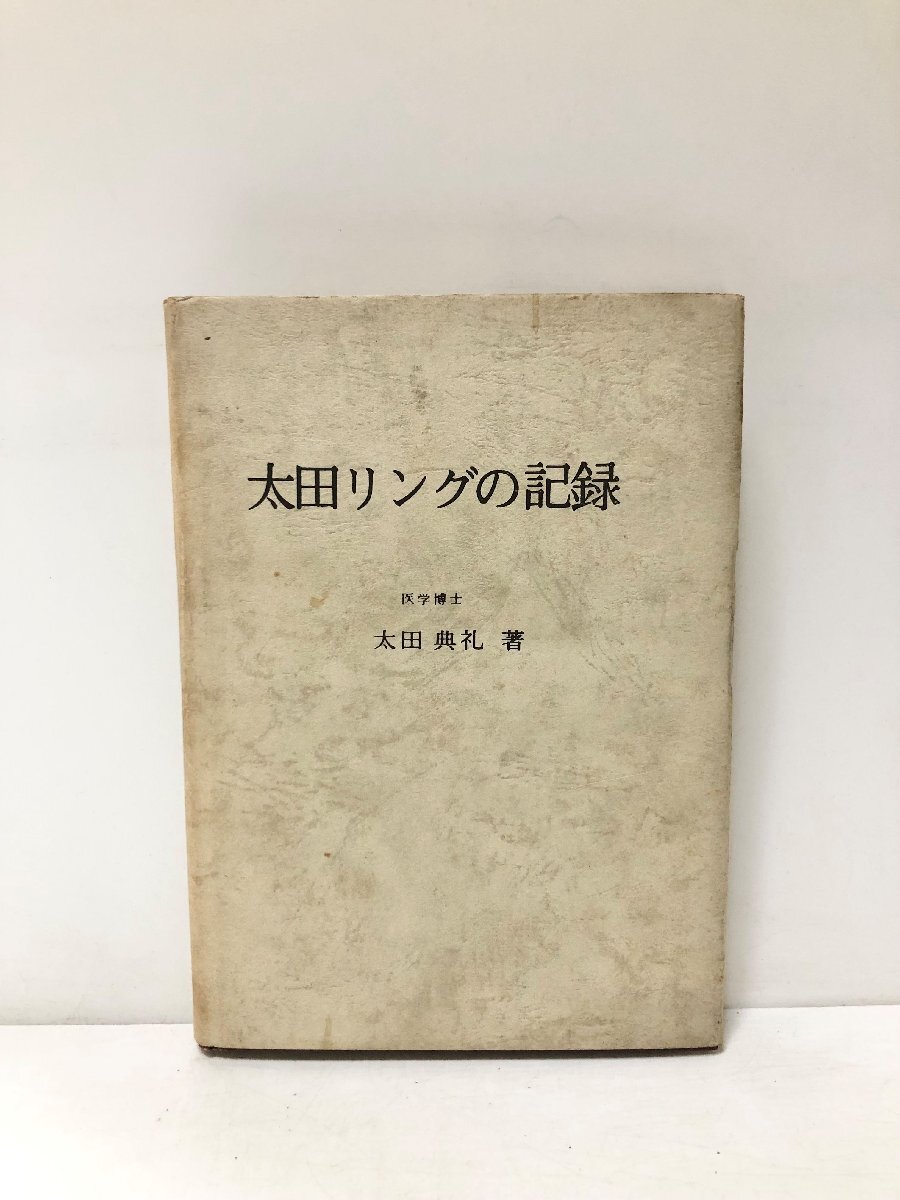 太田リングの記録
医学博士
太田典礼 著